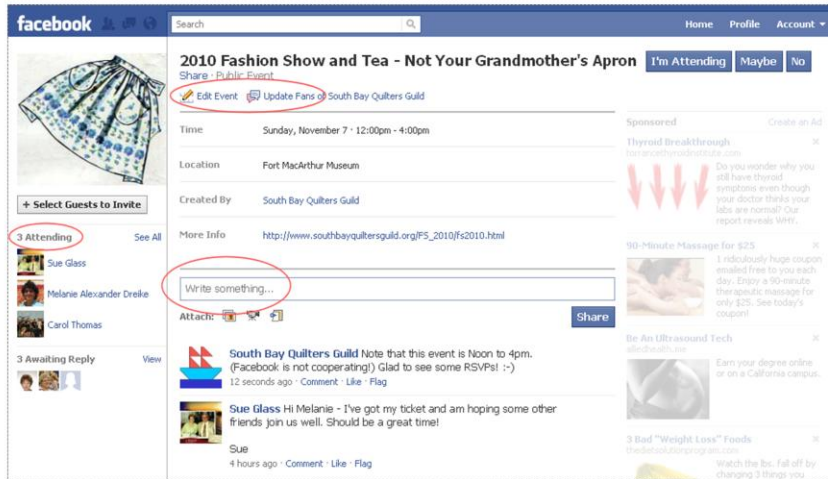 facebook
Search
Home Profile Account
2010 Fashion Show and Tea - Not Your Grandmother's Apron
I'm Attending Maybe No
Share · Public Event
Edit Event Update Fans of South Bay Quilters Guild
Time Sunday, November 7 · 12:00pm - 4:00pm
Location Fort MacArthur Museum
Created By South Bay Quilters Guild
More Info http://www.southbayquiltersguild.org/FS_2010/fs2010.html
+ Select Guests to Invite
3 Attending See All
Sue Glass
Melanie Alexander Dreike
Carol Thomas
3 Awaiting Reply View
Write something...
Attach:
Share
South Bay Quilters Guild Note that this event is Noon to 4pm.
(Facebook is not cooperating!) Glad to see some RSVPs! :-)
12 seconds ago · Comment · Like · Flag
Sue Glass Hi Melanie - I've got my ticket and am hoping some other
friends join us well. Should be a great time!
Sue
4 hours ago · Comment · Like · Flag
Sponsored Create an Ad
Thyroid Breakthrough
torrancethyroidinstitute.com
Do you wonder why you
still have thyroid
symptoms even though
your doctor thinks your
labs are normal? Our
report reveals WHY.
90-Minute Massage for $25
1 ridiculously huge coupon
emailed free to you each
day. Enjoy a 90-minute
therapeutic massage for
only $25. See today's
coupon!
Be An Ultrasound Tech
Earn your degree online
or on a California campus.
3 Bad "Weight Loss" Foods
thedietsolutionprogram.com
Watch the lbs. fall off by
changing 3 things you